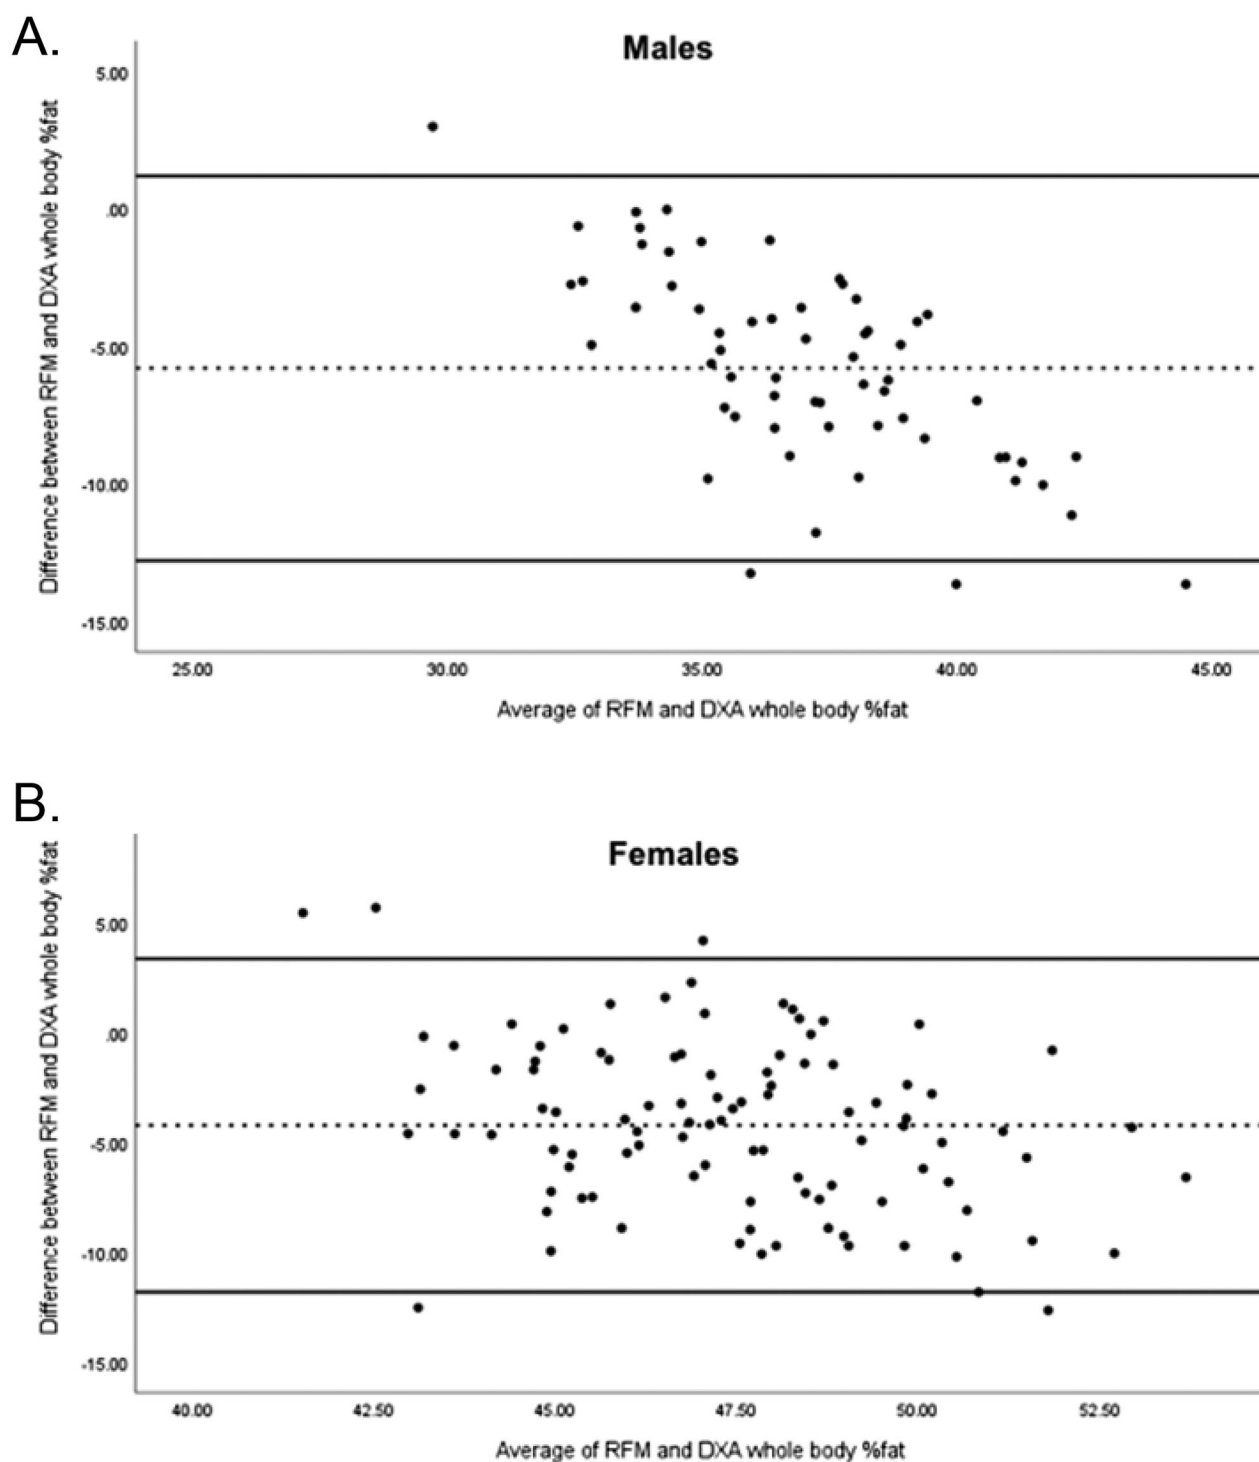 A.
Males
Difference between RFM and DXA whole body %fat
5.00
.00
-5.00
-10.00
-15.00
25.00 30.00 35.00 40.00 45.00
Average of RFM and DXA whole body %fat
B.
Females
Difference between RFM and DXA whole body %fat
5.00
.00
-5.00
-10.00
-15.00
40.00 42.50 45.00 47.50 50.00 52.50
Average of RFM and DXA whole body %fat